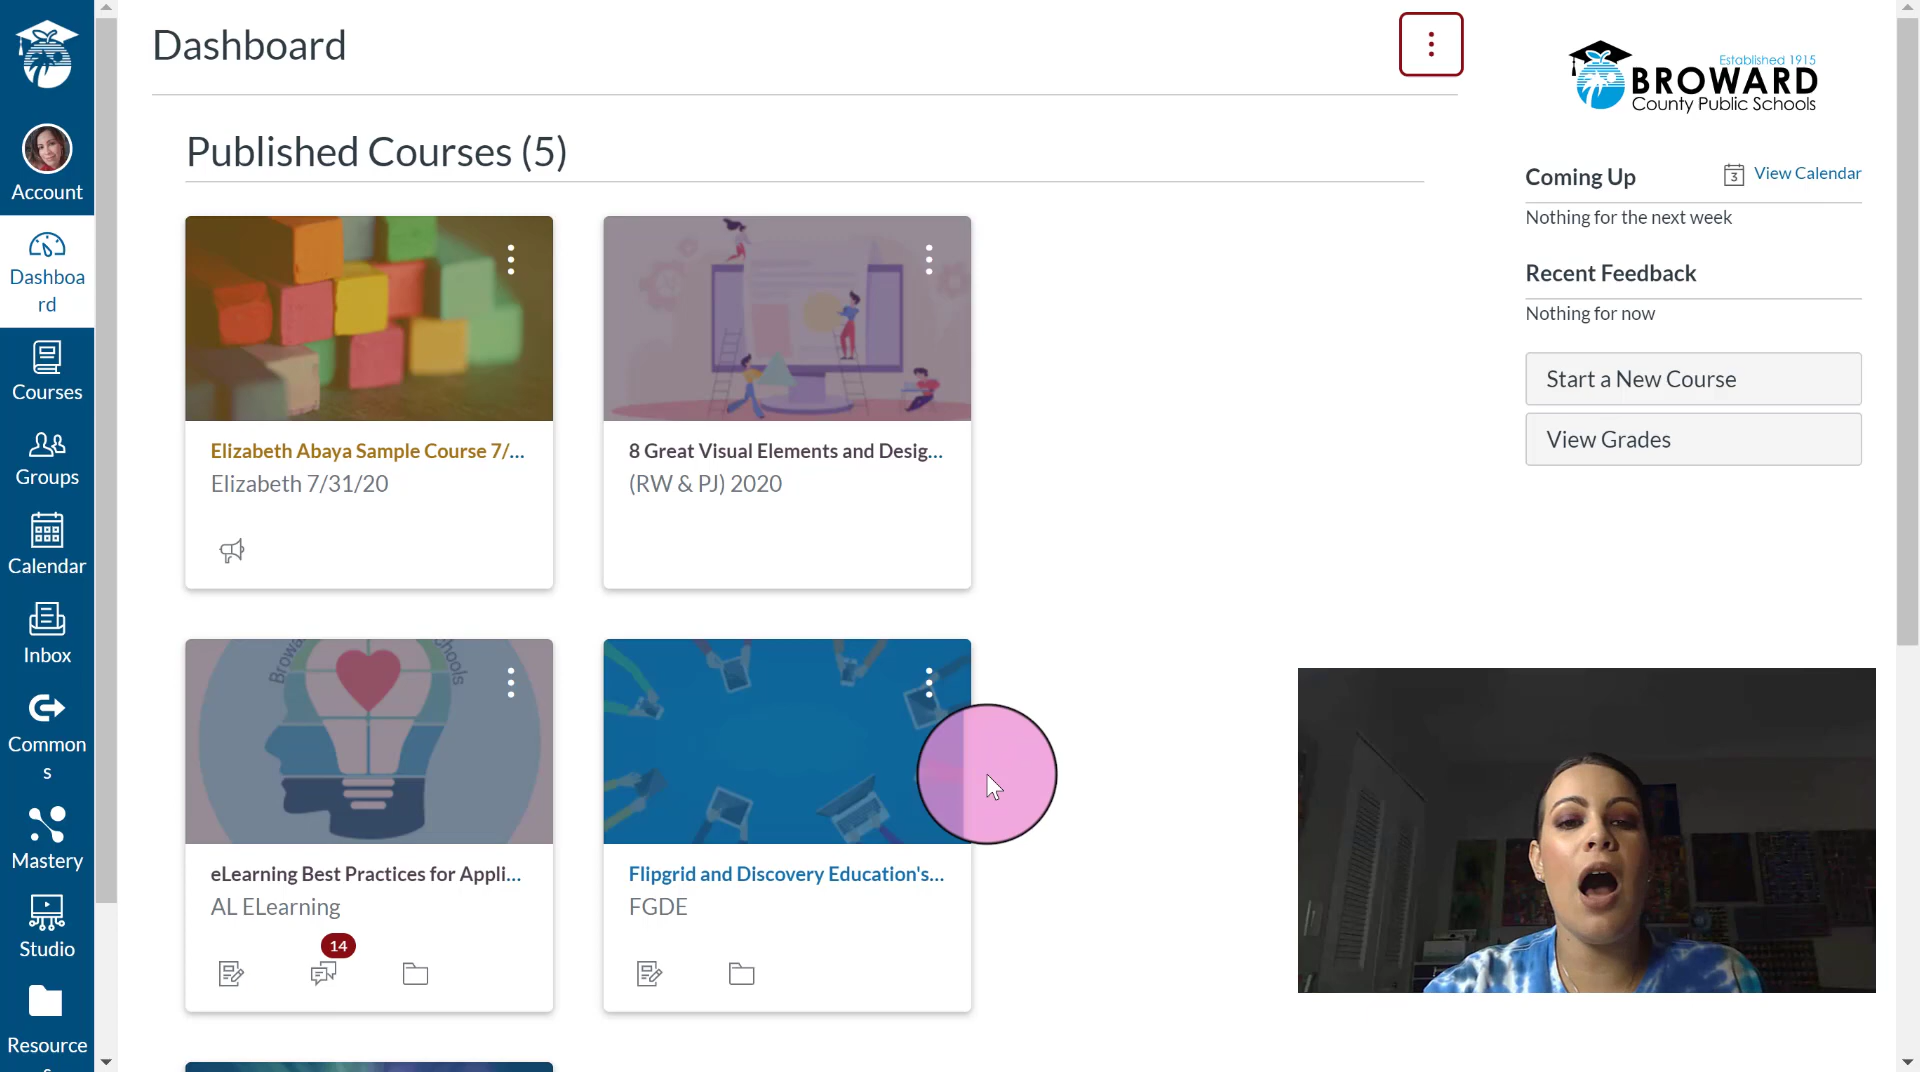 Dashboard
Established 1915
BROWARD
County Public Schools
Account
Dashboa
rd
Courses
Groups
Calendar
Inbox
Common
s
Mastery
Studio
Resource
Published Courses (5)
Elizabeth Abaya Sample Course 7/...
Elizabeth 7/31/20
8 Great Visual Elements and Desig...
(RW & PJ) 2020
Browa
chools
eLearning Best Practices for Appli...
AL ELearning
14
Flipgrid and Discovery Education's...
FGDE
Coming Up
3
View Calendar
Nothing for the next week
Recent Feedback
Nothing for now
Start a New Course
View Grades